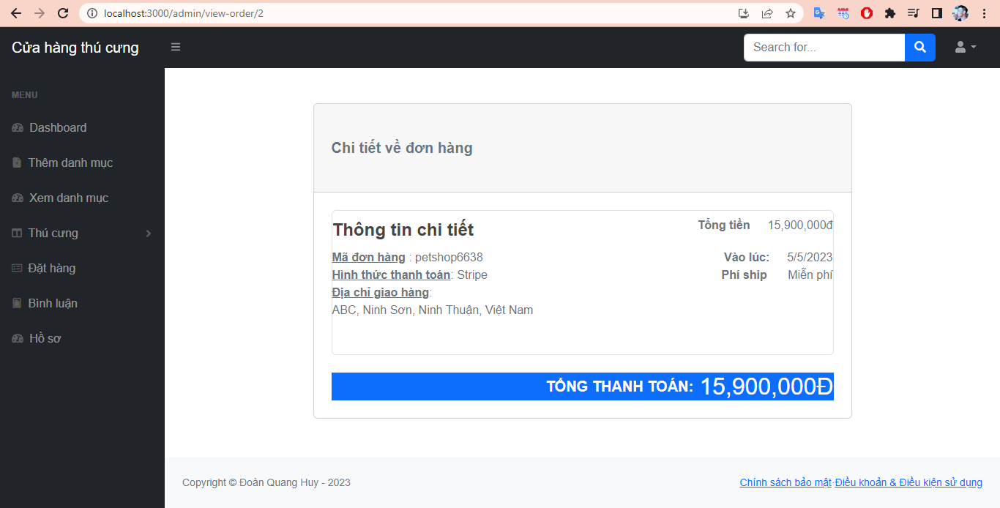 localhost:3000/admin/view-order/2
Cửa hàng thú cưng
Search for...
MENU
Dashboard
Thêm danh mục
Xem danh mục
Thú cưng
Đặt hàng
Bình luận
Hồ sơ
Chi tiết về đơn hàng
Thông tin chi tiết
Tổng tiền 15,900,000đ
Mã đơn hàng : petshop6638
Vào lúc: 5/5/2023
Hình thức thanh toán: Stripe
Phí ship Miễn phí
Địa chỉ giao hàng:
ABC, Ninh Sơn, Ninh Thuận, Việt Nam
TỔNG THANH TOÁN: 15,900,000Đ
Copyright © Đoàn Quang Huy - 2023
Chính sách bảo mật·Điều khoản & Điều kiện sử dụng